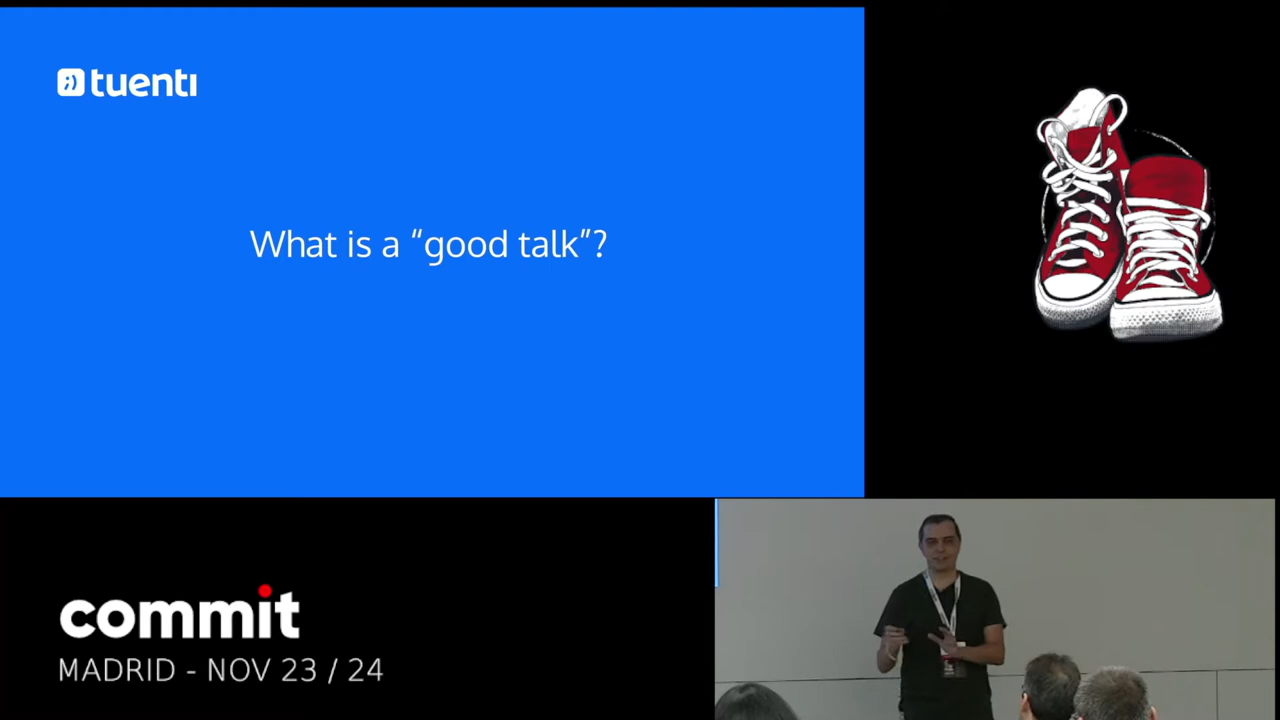 tuenti
What is a “good talk”?
commit
MADRID - NOV 23 / 24